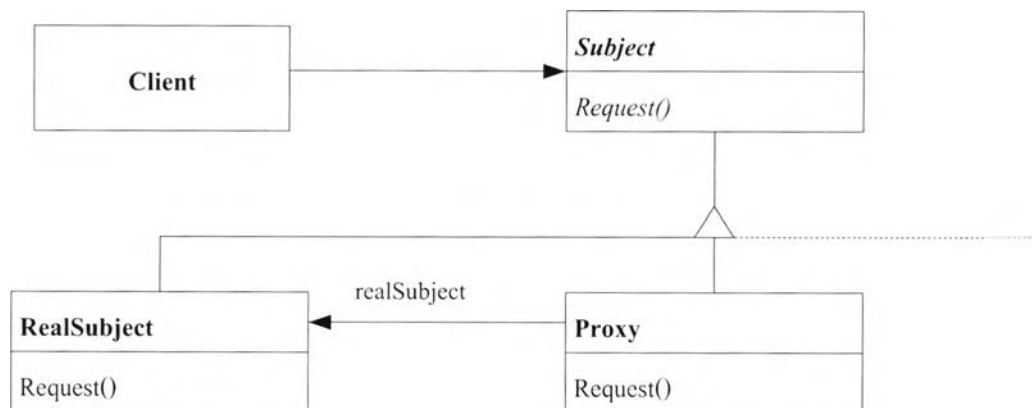 Client
Subject
Request()
realSubject
RealSubject
Request()
Proxy
Request()